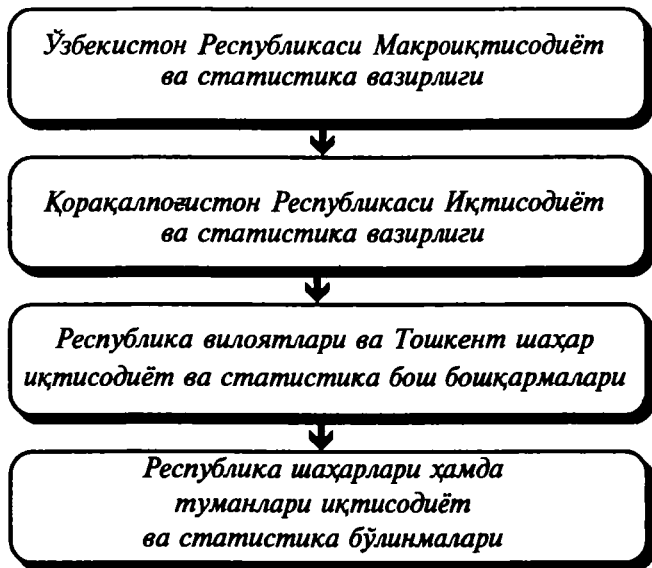 Ўзбекистон Республикаси Макроиқтисодиёт
ва статистика вазирлиги
Қорақалпоғистон Республикаси Иқтисодиёт
ва статистика вазирлиги
Республика вилоятлари ва Тошкент шаҳар
иқтисодиёт ва статистика бош бошқармалари
Республика шаҳарлари ҳамда
туманлари иқтисодиёт
ва статистика бўлинмалари